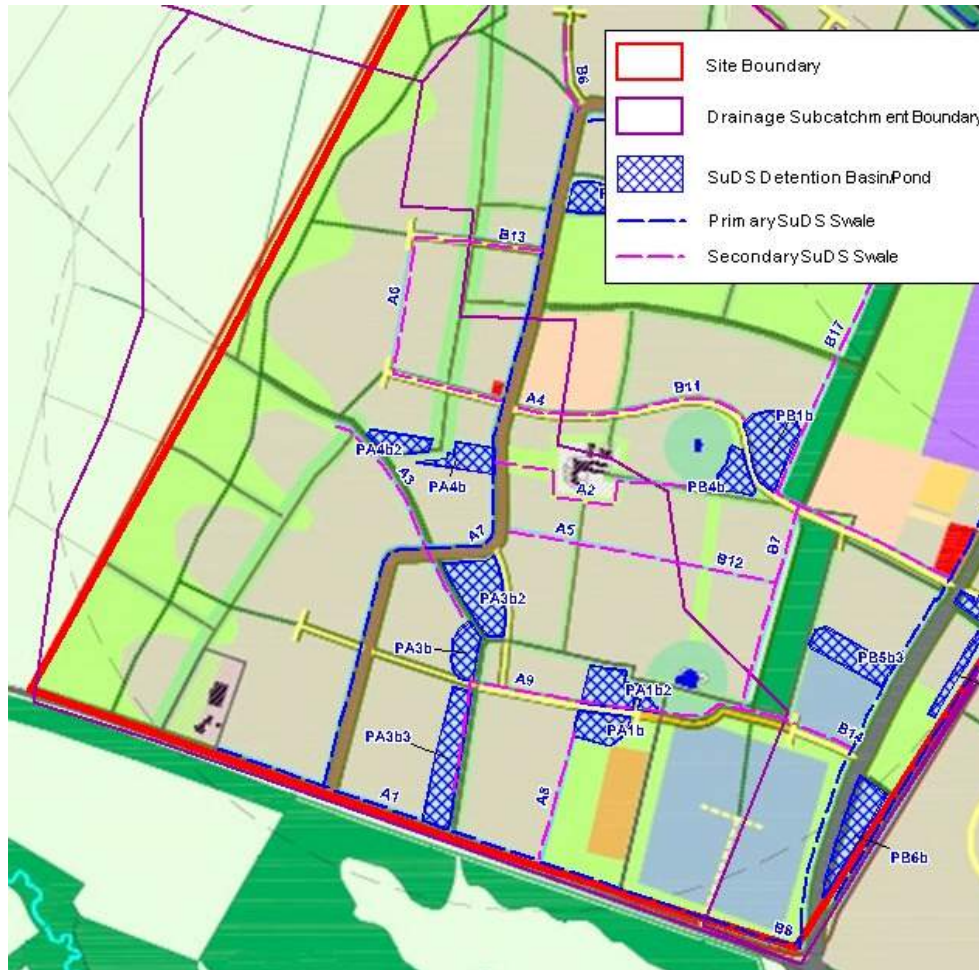 Site Boundary
Drainage Subcatchment Boundary
SuDS Detention Basin/Pond
Primary SuDS Swale
Secondary SuDS Swale
B6
B13
A6
B17
A4
B11
PB1b
PA4b2
PA4b
A3
A2
PB4b
A7
A5
B12
B7
PA3b2
PA3b
PB5b3
A9
PA1b2
PA1b
B14
PA3b3
A8
A1
PB6b
B8